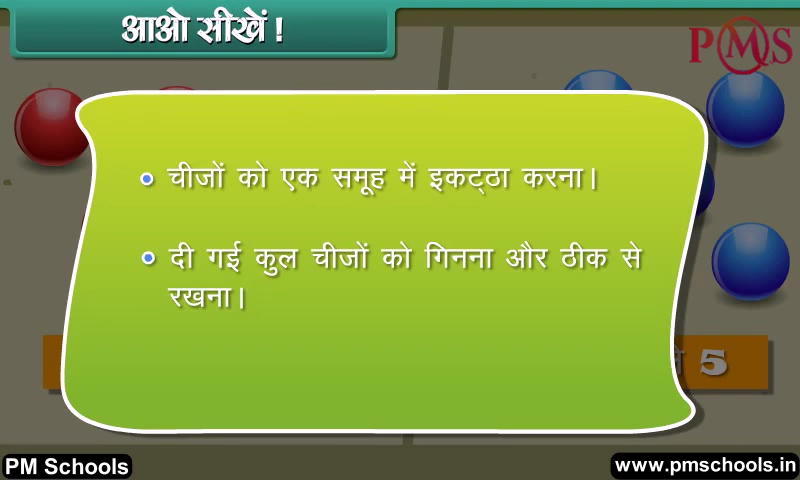 आओ सीखें!
PMS
चीजों को एक समूह में इकट्ठा करना।
दी गई कुल चीजों को गिनना और ठीक से
रखना।
5
PM Schools
www.pmschools.in